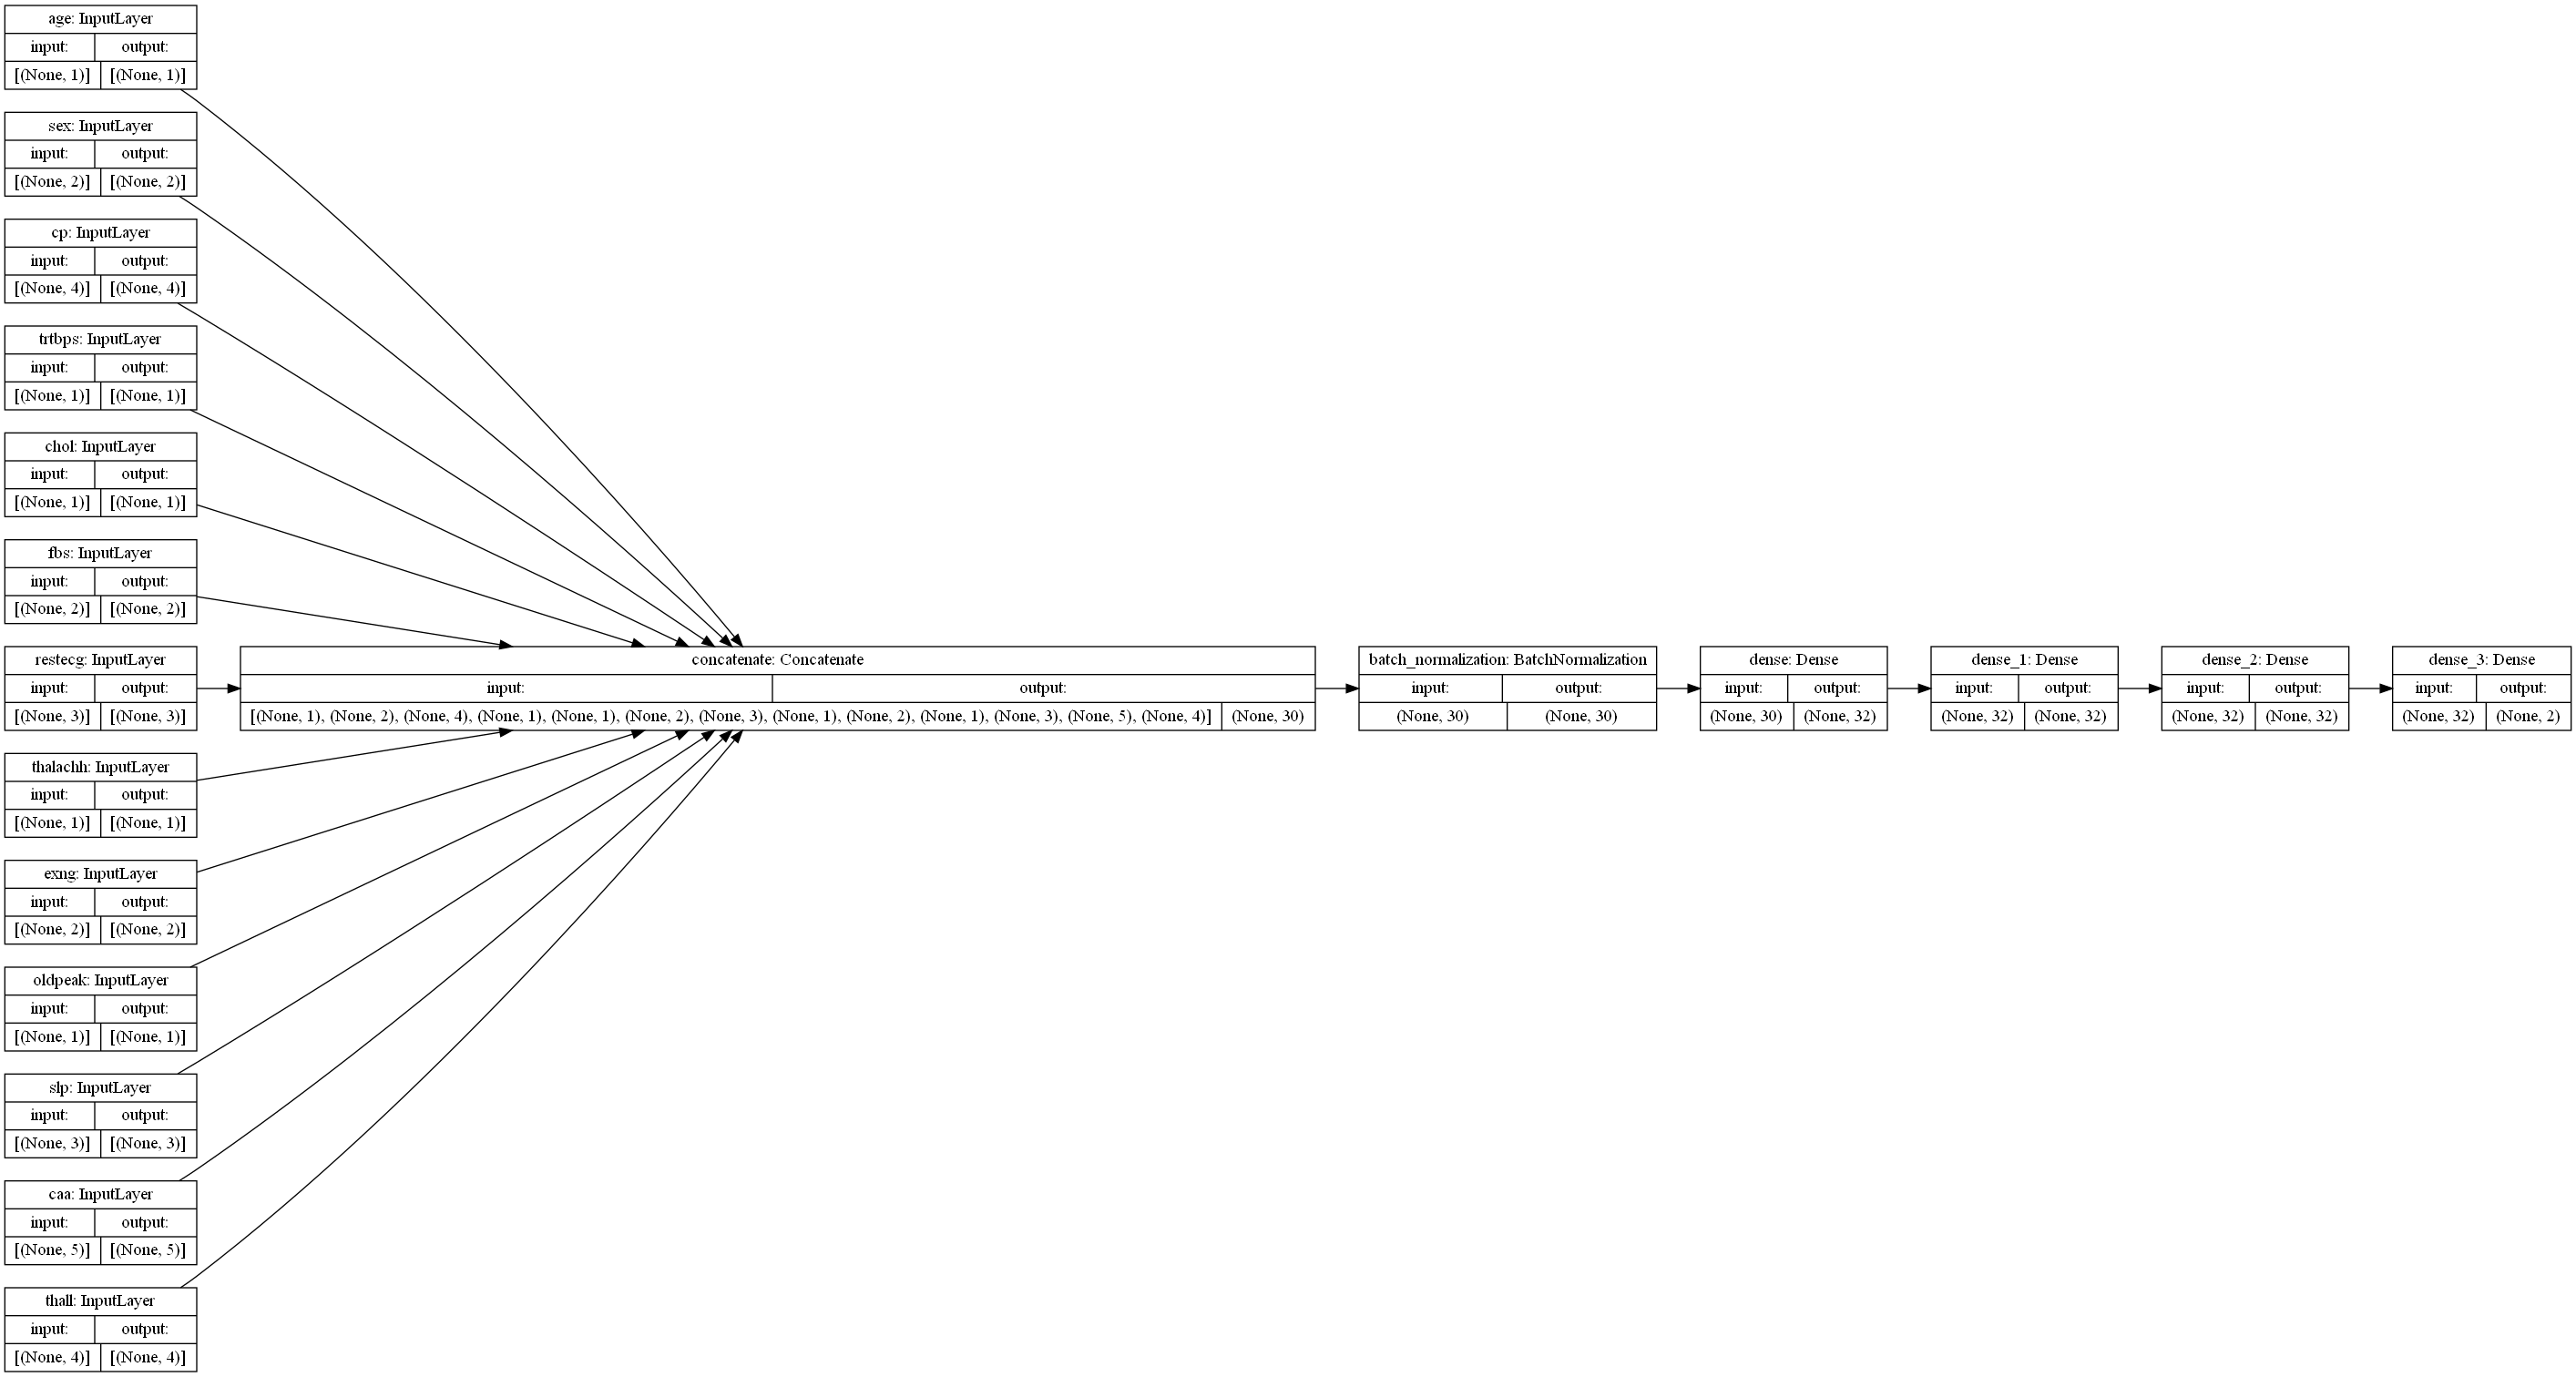 age: InputLayer
input: output:
[(None, 1)] [(None, 1)]
sex: InputLayer
input: output:
[(None, 2)] [(None, 2)]
cp: InputLayer
input: output:
[(None, 4)] [(None, 4)]
trtbps: InputLayer
input: output:
[(None, 1)] [(None, 1)]
chol: InputLayer
input: output:
[(None, 1)] [(None, 1)]
fbs: InputLayer
input: output:
[(None, 2)] [(None, 2)]
restecg: InputLayer
input: output:
[(None, 3)] [(None, 3)]
thalachh: InputLayer
input: output:
[(None, 1)] [(None, 1)]
exng: InputLayer
input: output:
[(None, 2)] [(None, 2)]
oldpeak: InputLayer
input: output:
[(None, 1)] [(None, 1)]
slp: InputLayer
input: output:
[(None, 3)] [(None, 3)]
caa: InputLayer
input: output:
[(None, 5)] [(None, 5)]
thall: InputLayer
input: output:
[(None, 4)] [(None, 4)]
concatenate: Concatenate
input: output:
[(None, 1), (None, 2), (None, 4), (None, 1), (None, 1), (None, 2), (None, 3), (None, 1), (None, 2), (None, 1), (None, 3), (None, 5), (None, 4)] (None, 30)
batch_normalization: BatchNormalization
input: output:
(None, 30) (None, 30)
dense: Dense
input: output:
(None, 30) (None, 32)
dense_1: Dense
input: output:
(None, 32) (None, 32)
dense_2: Dense
input: output:
(None, 32) (None, 32)
dense_3: Dense
input: output:
(None, 32) (None, 2)